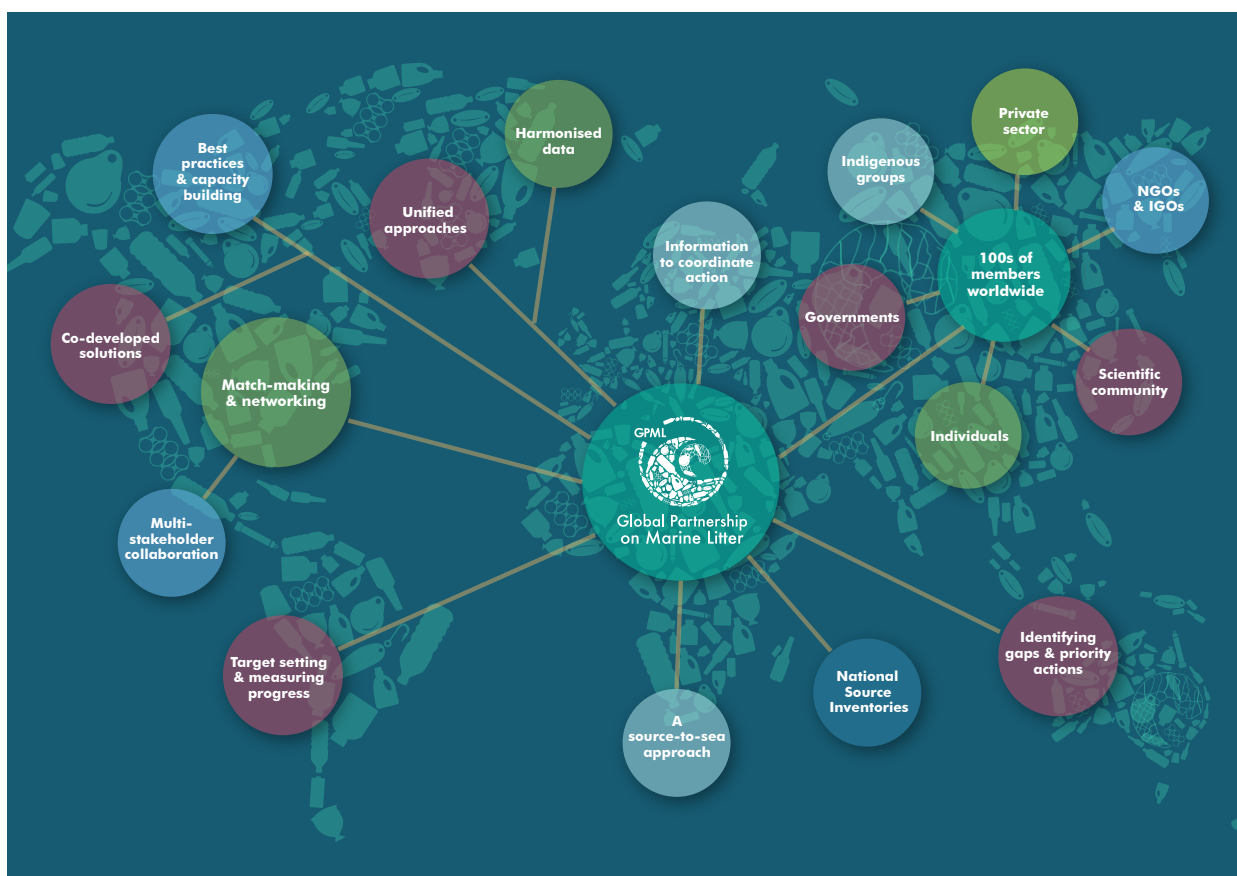 Best
practices
& capacity
building
Harmonised
data
Unified
approaches
Information
to coordinate
action
Indigenous
groups
Private
sector
NGOs
& IGOs
100s of
members
worldwide
Governments
Scientific
community
Individuals
Co-developed
solutions
Match-making
& networking
Multi-
stakeholder
collaboration
GPML
Global Partnership
on Marine Litter
Target setting
& measuring
progress
A
source-to-sea
approach
National
Source
Inventories
Identifying
gaps & priority
actions